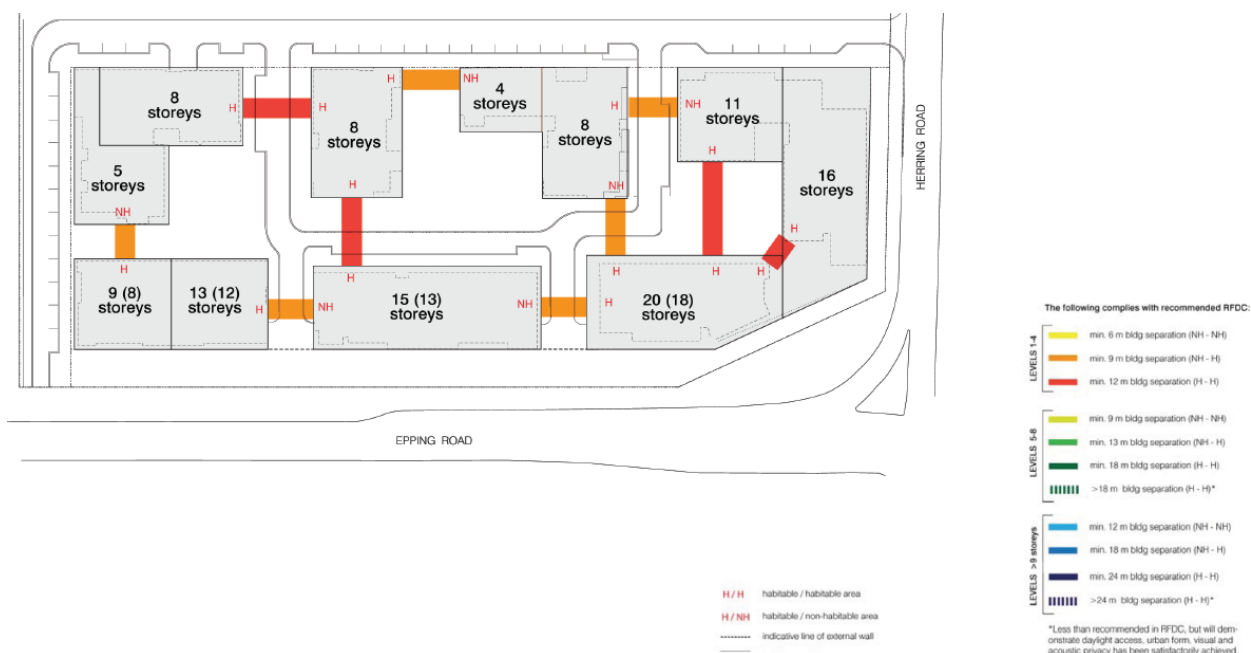 8
storeys
H
H
H
8
storeys
H
NH
4
storeys
H
8
storeys
NH
NH
11
storeys
H
16
storeys
H
5
storeys
NH
H
9 (8)
storeys
13 (12)
storeys
H
H
NH
15 (13)
storeys
NH
H
H
H
H
20 (18)
storeys
HERRING ROAD
EPPING ROAD
The following complies with recommended RFDC:
LEVELS 1-4
min. 6 m bldg separation (NH - NH)
min. 9 m bldg separation (NH - H)
min. 12 m bldg separation (H - H)
LEVELS 5-8
min. 9 m bldg separation (NH - NH)
min. 13 m bldg separation (NH - H)
min. 18 m bldg separation (H - H)
>18 m bldg separation (H - H)*
LEVELS >9 storeys
min. 12 m bldg separation (NH - NH)
min. 18 m bldg separation (NH - H)
min. 24 m bldg separation (H - H)
>24 m bldg separation (H - H)*
*Less than recommended in RFDC, but will dem-
onstrate daylight access, urban form, visual and
acoustic privacy has been satisfactorily achieved.
H / H habitable / habitable area
H / NH habitable / non-habitable area
indicative line of external wall